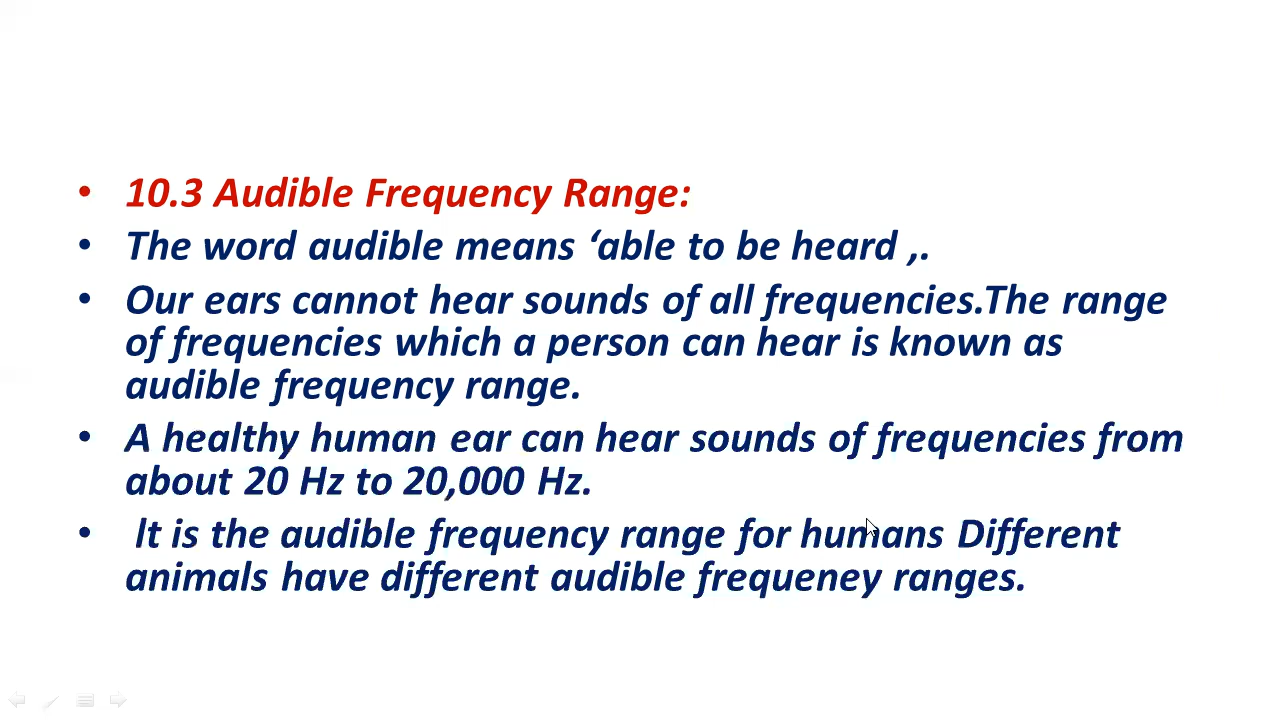 • 10.3 Audible Frequency Range:
• The word audible means ‘able to be heard ,.
• Our ears cannot hear sounds of all frequencies.The range
of frequencies which a person can hear is known as
audible frequency range.
• A healthy human ear can hear sounds of frequencies from
about 20 Hz to 20,000 Hz.
• lt is the audible frequency range for humans Different
animals have different audible frequeney ranges.